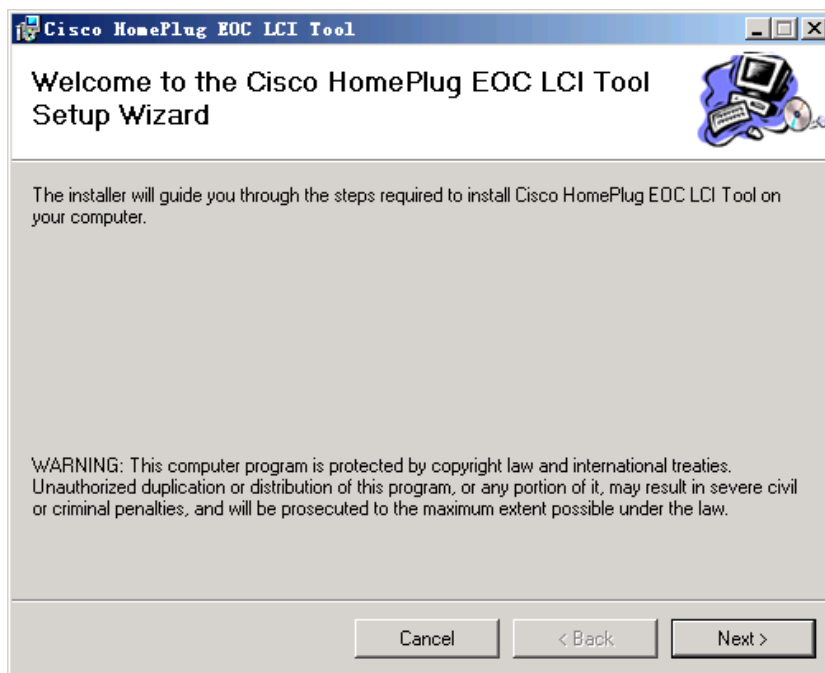 Cisco HomePlug EOC LCI Tool
Welcome to the Cisco HomePlug EOC LCI Tool
Setup Wizard
The installer will guide you through the steps required to install Cisco HomePlug EOC LCI Tool on
your computer.
WARNING: This computer program is protected by copyright law and international treaties.
Unauthorized duplication or distribution of this program, or any portion of it, may result in severe civil
or criminal penalties, and will be prosecuted to the maximum extent possible under the law.
Cancel
< Back
Next >